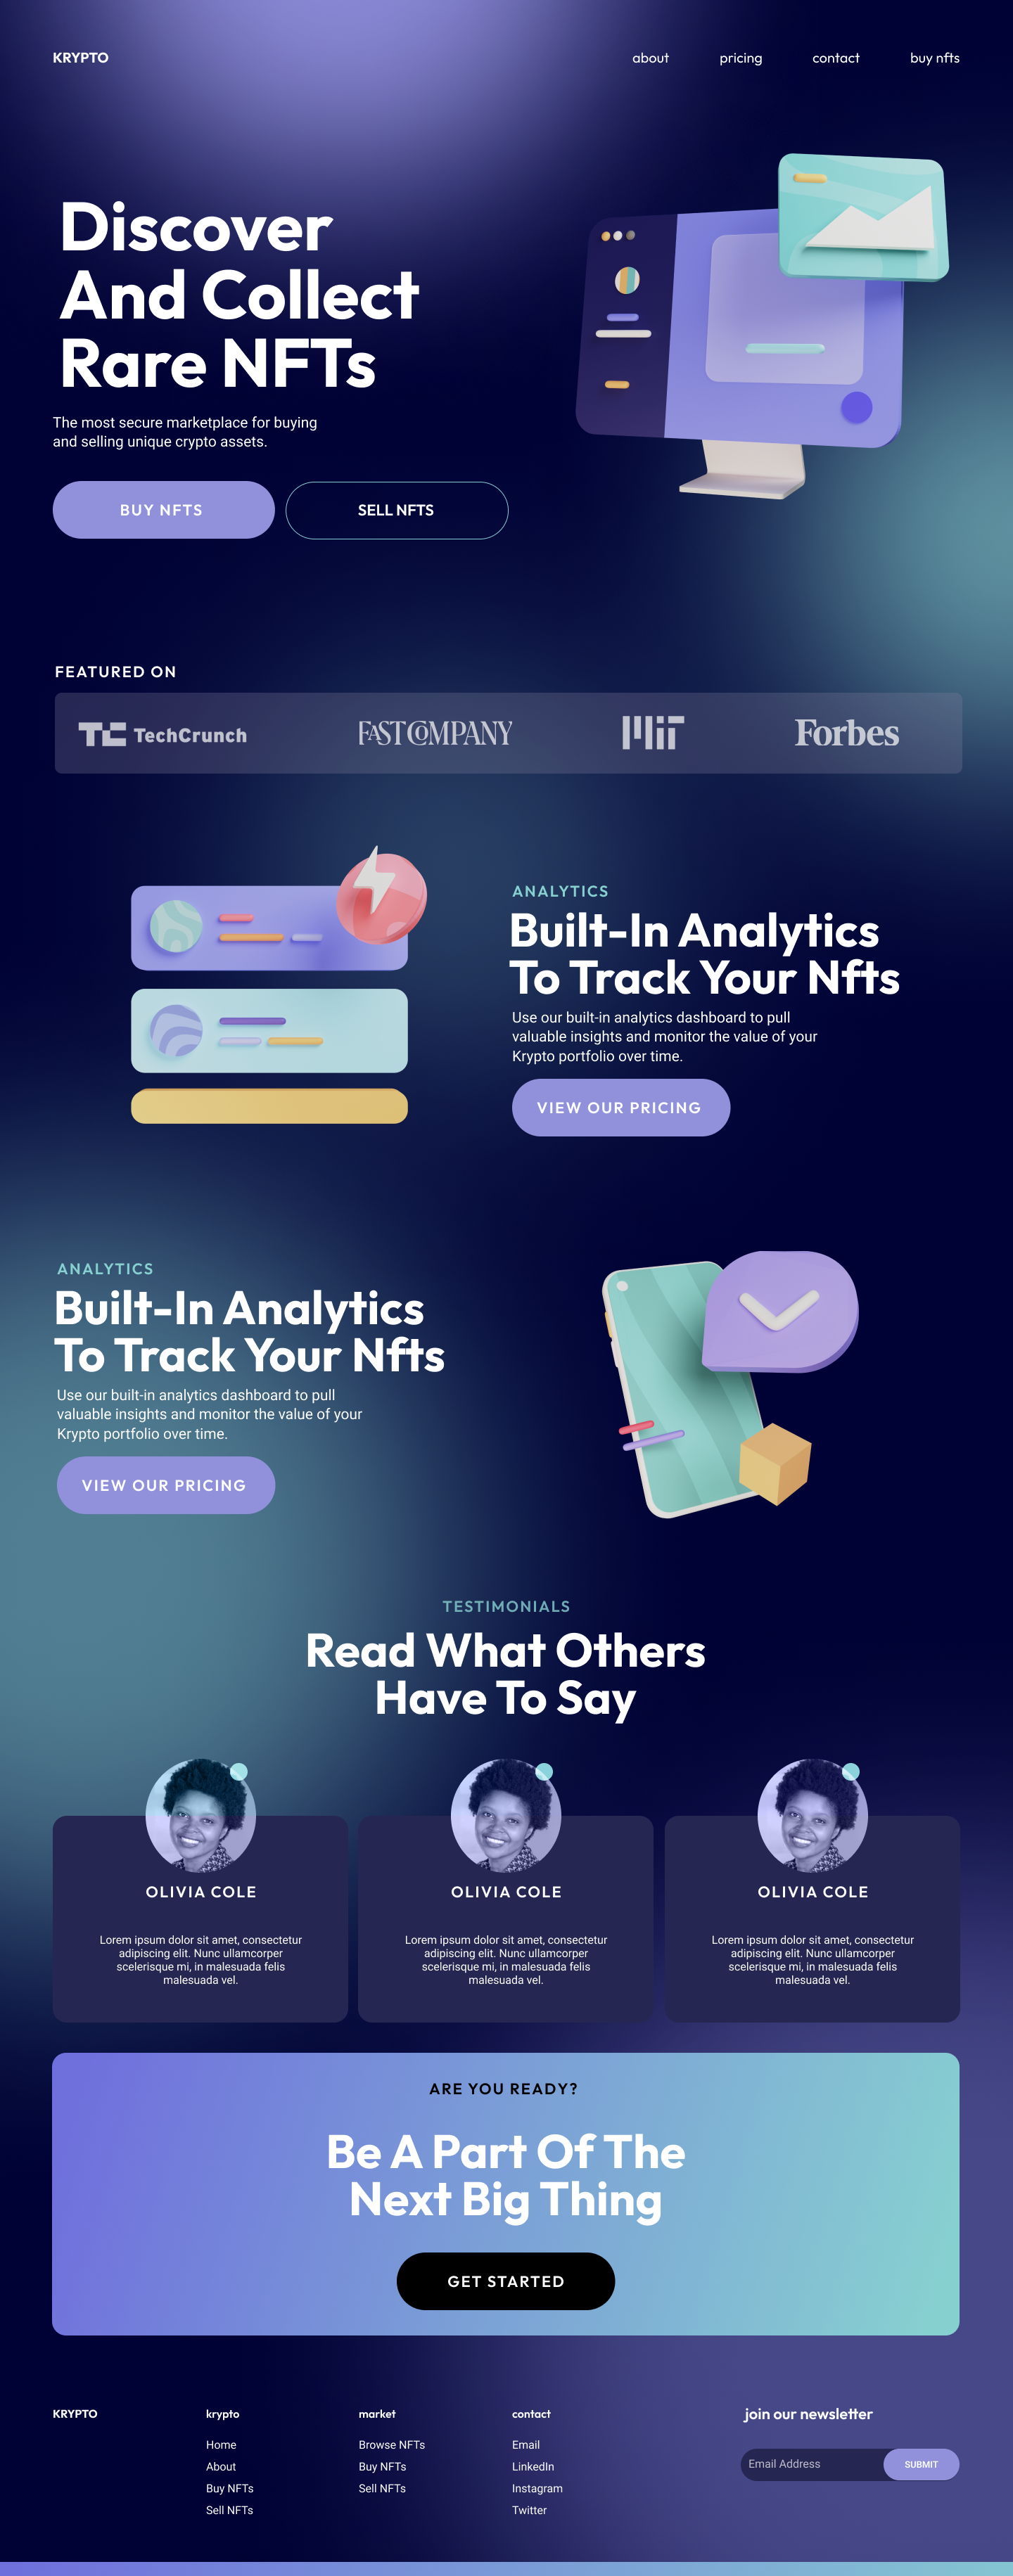 KRYPTO
about
pricing
contact
buy nfts
Discover
And Collect
Rare NFTs
The most secure marketplace for buying
and selling unique crypto assets.
BUY NFTS
SELL NFTS
FEATURED ON
TC TechCrunch
FAST COMPANY
MIT
Forbes
ANALYTICS
Built-In Analytics
To Track Your Nfts
Use our built-in analytics dashboard to pull
valuable insights and monitor the value of your
Krypto portfolio over time.
VIEW OUR PRICING
ANALYTICS
Built-In Analytics
To Track Your Nfts
Use our built-in analytics dashboard to pull
valuable insights and monitor the value of your
Krypto portfolio over time.
VIEW OUR PRICING
TESTIMONIALS
Read What Others
Have To Say
OLIVIA COLE
Lorem ipsum dolor sit amet, consectetur
adipiscing elit. Nunc ullamcorper
scelerisque mi, in malesuada felis
malesuada vel.
OLIVIA COLE
Lorem ipsum dolor sit amet, consectetur
adipiscing elit. Nunc ullamcorper
scelerisque mi, in malesuada felis
malesuada vel.
OLIVIA COLE
Lorem ipsum dolor sit amet, consectetur
adipiscing elit. Nunc ullamcorper
scelerisque mi, in malesuada felis
malesuada vel.
ARE YOU READY?
Be A Part Of The
Next Big Thing
GET STARTED
KRYPTO
krypto
Home
About
Buy NFTs
Sell NFTs
market
Browse NFTs
Buy NFTs
Sell NFTs
contact
Email
LinkedIn
Instagram
Twitter
join our newsletter
Email Address
SUBMIT